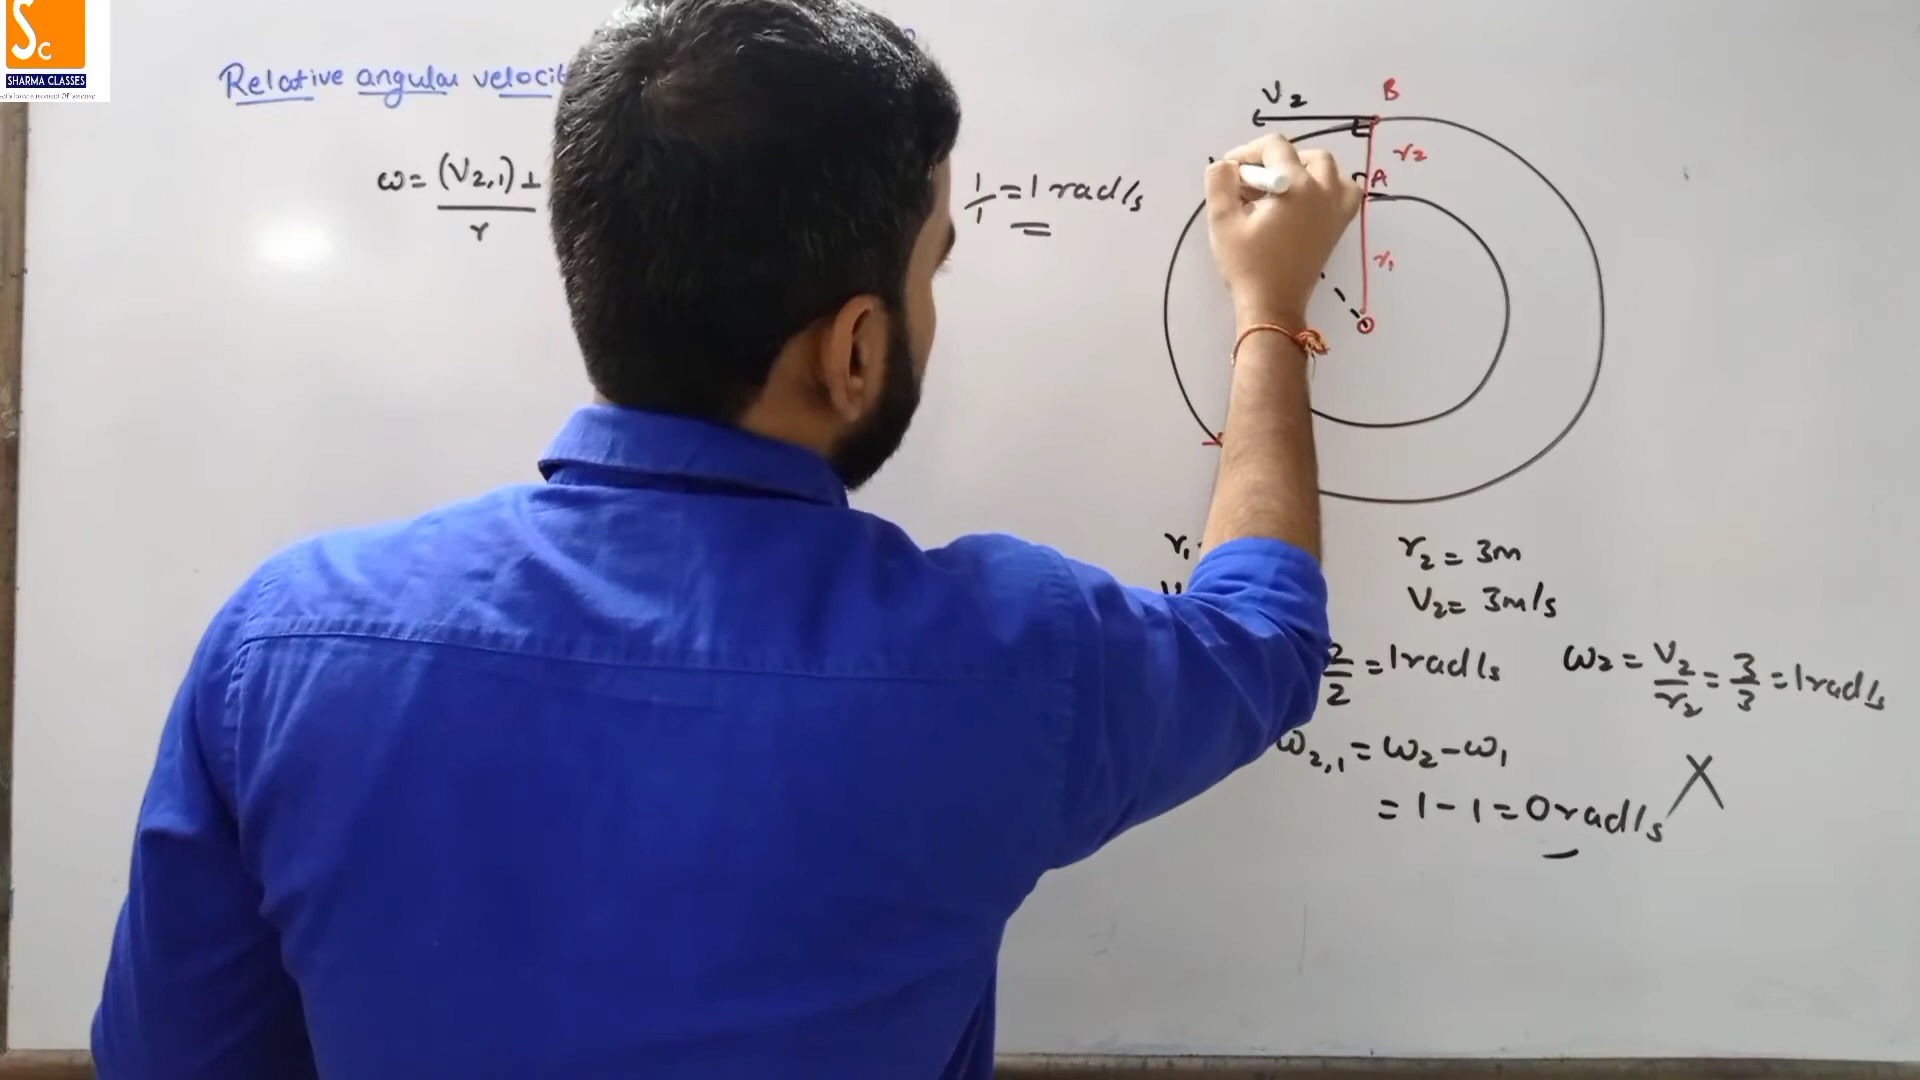 Sc
SHARMA CLASSES
Relative angular velocit
ω = (V2,1)⊥
r
1/1 = 1 rad/s
V2
B
r2
A
r1
O
r1
r2 = 3m
V2 = 3m/s
2/2 = 1 rad/s
ω2 = V2/r2 = 3/3 = 1 rad/s
ω2,1 = ω2 - ω1
= 1 - 1 = 0 rad/s X